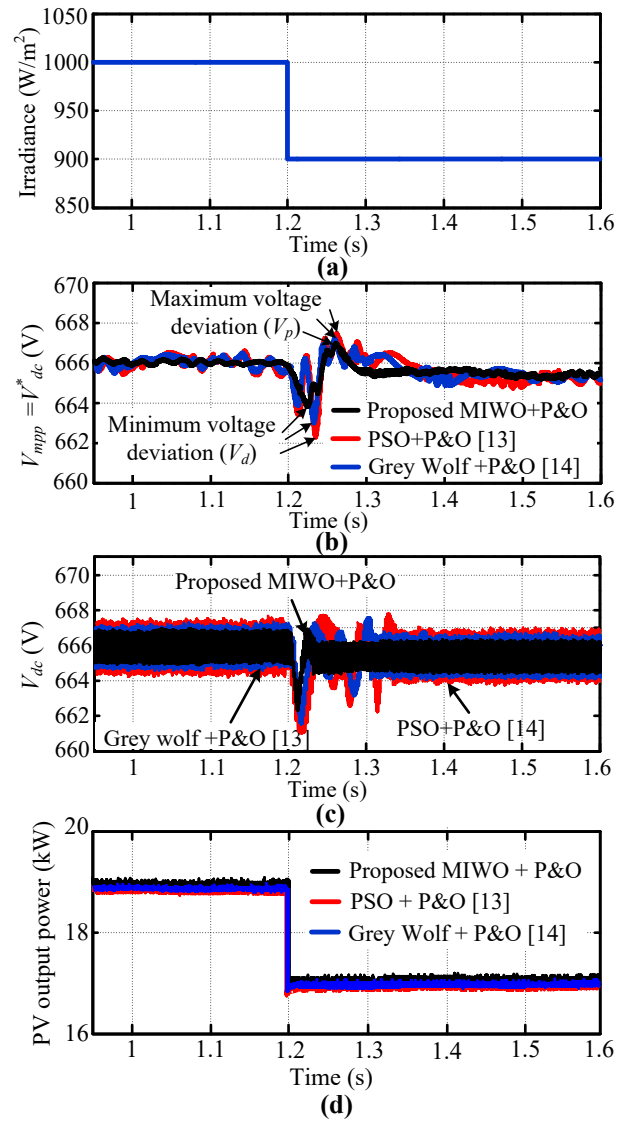 1050
1000
950
900
850
Irradiance (W/m²)
1 1.1 1.2 1.3 1.4 1.5 1.6
Time (s)
(a)
670
668
666
664
662
660
V_mpp = V*_dc (V)
Maximum voltage
deviation (V_p)
Minimum voltage
deviation (V_d)
Proposed MIWO+P&O
PSO+P&O [13]
Grey Wolf +P&O [14]
1 1.1 1.2 1.3 1.4 1.5 1.6
Time (s)
(b)
670
668
666
664
662
660
V_dc (V)
Proposed MIWO+P&O
Grey wolf +P&O [13]
PSO+P&O [14]
1 1.1 1.2 1.3 1.4 1.5 1.6
Time (s)
(c)
20
18
16
PV output power (kW)
Proposed MIWO + P&O
PSO + P&O [13]
Grey Wolf + P&O [14]
1 1.1 1.2 1.3 1.4 1.5 1.6
Time (s)
(d)